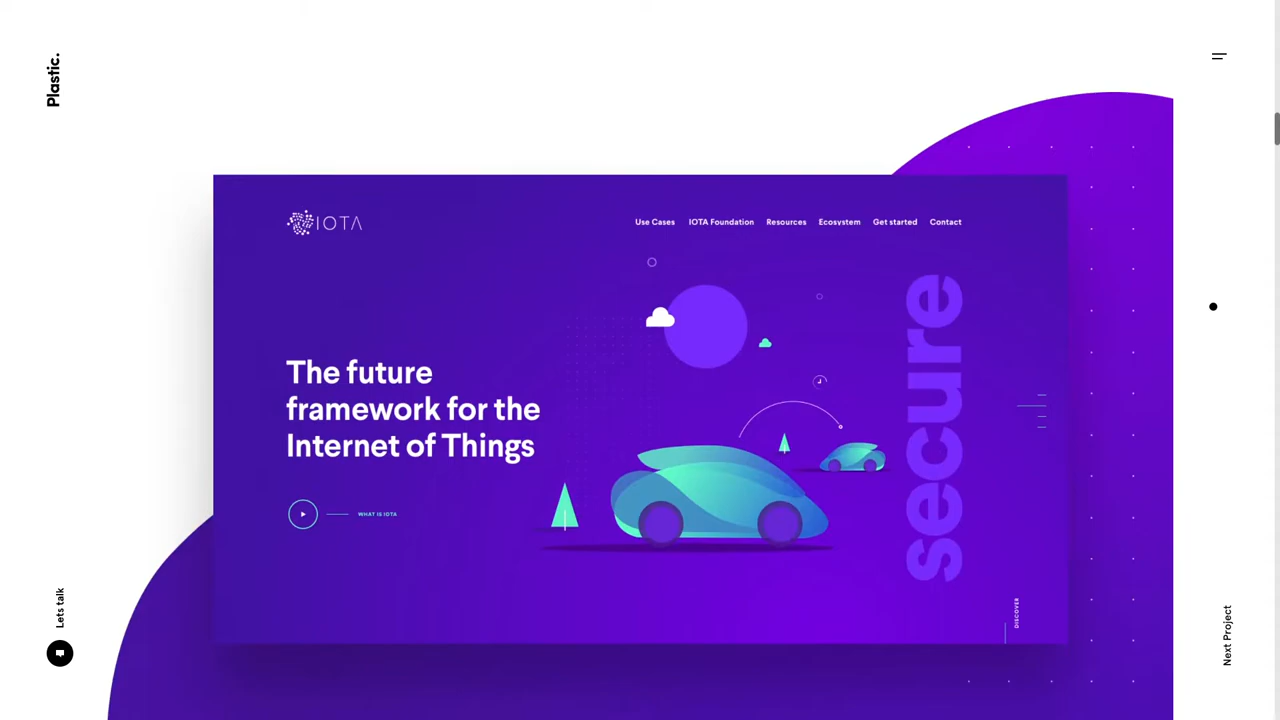 Plastic.
IOTA
Use Cases
IOTA Foundation
Resources
Ecosystem
Get started
Contact
The future
framework for the
Internet of Things
WHAT IS IOTA
secure
DISCOVER
Lets talk
Next Project